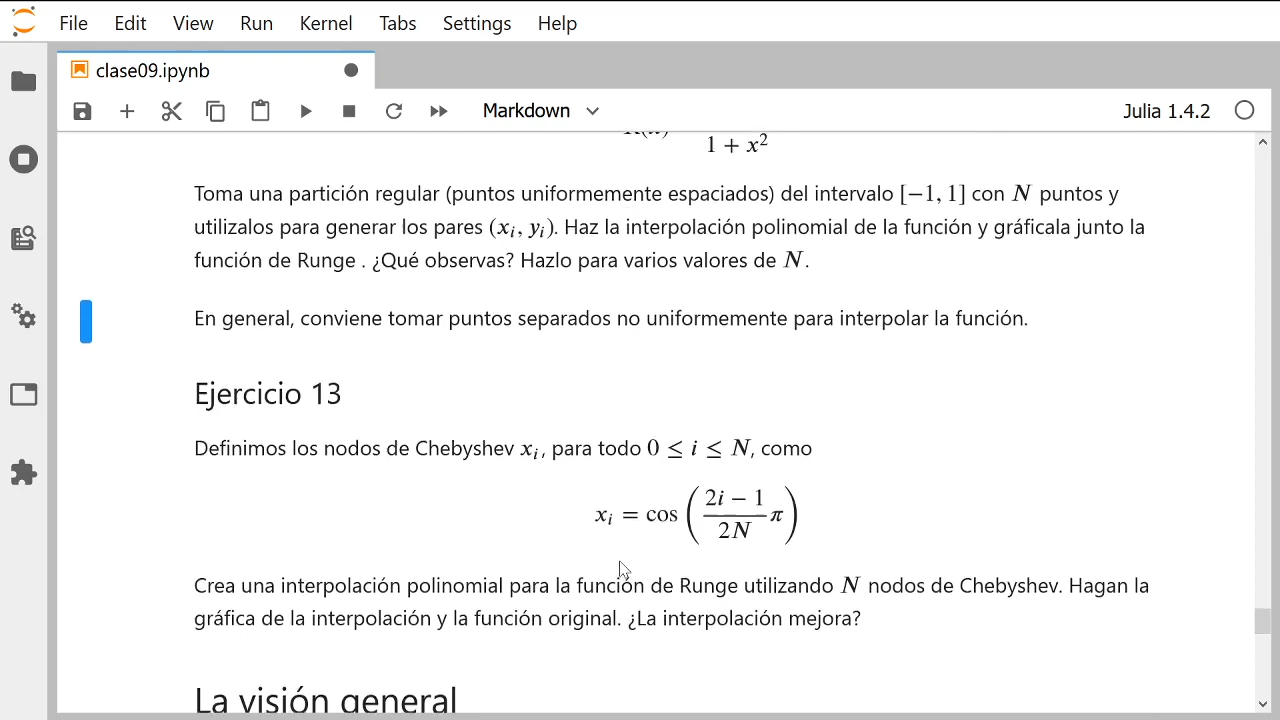 File Edit View Run Kernel Tabs Settings Help
clase09.ipynb
Markdown
Julia 1.4.2
1 + x²
Toma una partición regular (puntos uniformemente espaciados) del intervalo [−1, 1] con N puntos y
utilizalos para generar los pares (xᵢ, yᵢ). Haz la interpolación polinomial de la función y gráficala junto la
función de Runge . ¿Qué observas? Hazlo para varios valores de N.
En general, conviene tomar puntos separados no uniformemente para interpolar la función.
Ejercicio 13
Definimos los nodos de Chebyshev xᵢ, para todo 0 ≤ i ≤ N, como
xᵢ = cos ( (2i − 1) / 2N π )
Crea una interpolación polinomial para la función de Runge utilizando N nodos de Chebyshev. Hagan la
gráfica de la interpolación y la función original. ¿La interpolación mejora?
La visión general